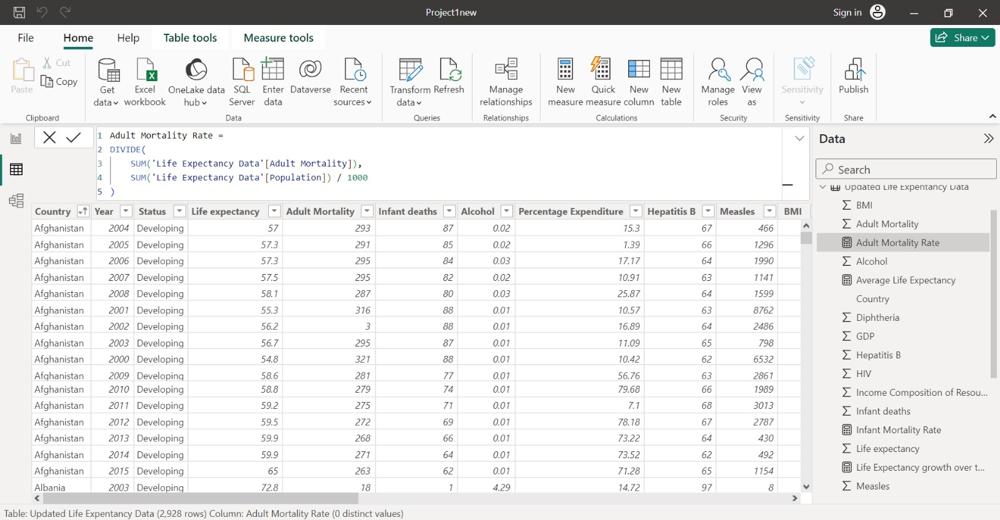 Project1new
Sign in
File Home Help Table tools Measure tools
Share
Paste
Cut
Copy
Clipboard
Get data
Excel workbook
OneLake data hub
SQL Server
Enter data
Dataverse
Recent sources
Data
Transform data
Refresh
Queries
Manage relationships
Relationships
New measure
Quick measure
New column
New table
Calculations
Manage roles
View as
Security
Sensitivity
Sensitivity
Publish
Share
1 Adult Mortality Rate =
2 DIVIDE(
3 SUM('Life Expectancy Data'[Adult Mortality]),
4 SUM('Life Expectancy Data'[Population]) / 1000
5 )
Country Year Status Life expectancy Adult Mortality Infant deaths Alcohol Percentage Expenditure Hepatitis B Measles BMI
Afghanistan 2004 Developing 57 293 87 0.02 15.3 67 466
Afghanistan 2005 Developing 57.3 291 85 0.02 1.39 66 1296
Afghanistan 2006 Developing 57.3 295 84 0.03 17.17 64 1990
Afghanistan 2007 Developing 57.5 295 82 0.02 10.91 63 1141
Afghanistan 2008 Developing 58.1 287 80 0.03 25.87 64 1599
Afghanistan 2001 Developing 55.3 316 88 0.01 10.57 63 8762
Afghanistan 2002 Developing 56.2 3 88 0.01 16.89 64 2486
Afghanistan 2003 Developing 56.7 295 87 0.01 11.09 65 798
Afghanistan 2000 Developing 54.8 321 88 0.01 10.42 62 6532
Afghanistan 2009 Developing 58.6 281 77 0.01 56.76 63 2861
Afghanistan 2010 Developing 58.8 279 74 0.01 79.68 66 1989
Afghanistan 2011 Developing 59.2 275 71 0.01 7.1 68 3013
Afghanistan 2012 Developing 59.5 272 69 0.01 78.18 67 2787
Afghanistan 2013 Developing 59.9 268 66 0.01 73.22 64 430
Afghanistan 2014 Developing 59.9 271 64 0.01 73.52 62 492
Afghanistan 2015 Developing 65 263 62 0.01 71.28 65 1154
Albania 2003 Developing 72.8 18 1 4.29 14.72 97 8
Data
Search
Updated Life Expentancy Data
BMI
Adult Mortality
Adult Mortality Rate
Alcohol
Average Life Expectancy
Country
Diphtheria
GDP
Hepatitis B
HIV
Income Composition of Resou...
Infant deaths
Infant Mortality Rate
Life expectancy
Life Expectancy growth over t...
Measles
Table: Updated Life Expentancy Data (2,928 rows) Column: Adult Mortality Rate (0 distinct values)